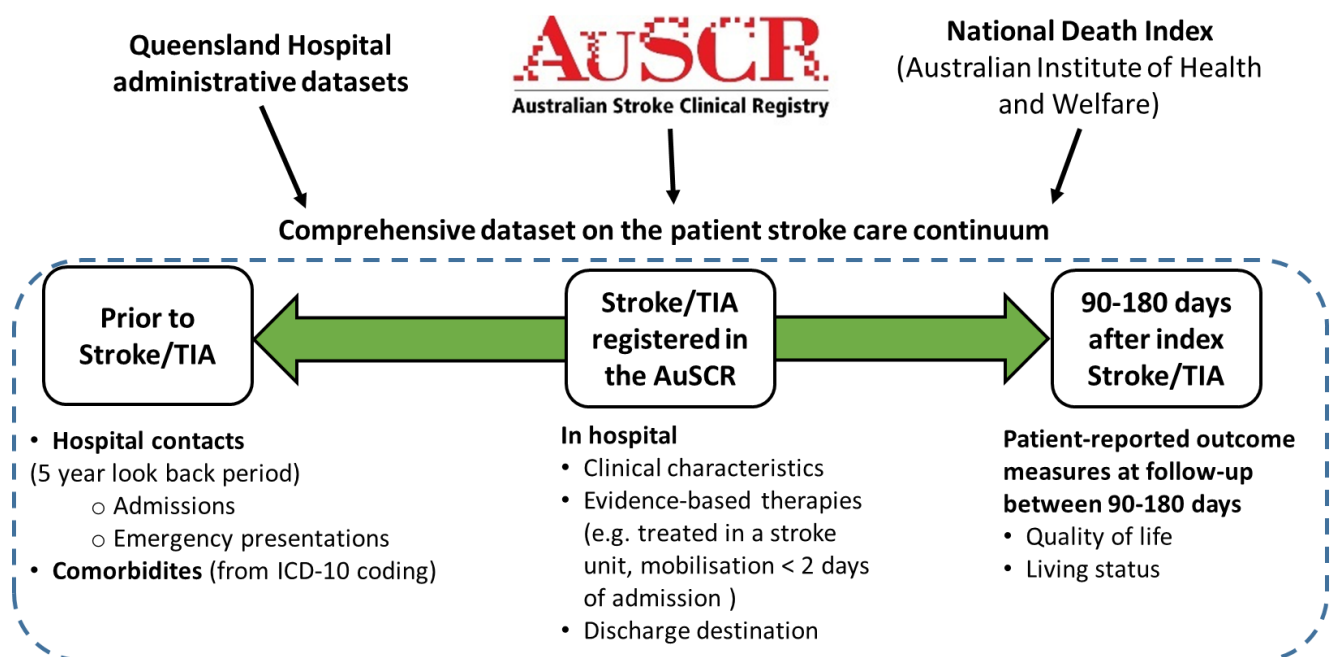 Queensland Hospital
administrative datasets
AuSCR
Australian Stroke Clinical Registry
National Death Index
(Australian Institute of Health
and Welfare)
Comprehensive dataset on the patient stroke care continuum
Prior to
Stroke/TIA
Stroke/TIA
registered in
the AuSCR
90-180 days
after index
Stroke/TIA
• Hospital contacts
(5 year look back period)
o Admissions
o Emergency presentations
• Comorbidites (from ICD-10 coding)
In hospital
• Clinical characteristics
• Evidence-based therapies
(e.g. treated in a stroke
unit, mobilisation < 2 days
of admission )
• Discharge destination
Patient-reported outcome
measures at follow-up
between 90-180 days
• Quality of life
• Living status